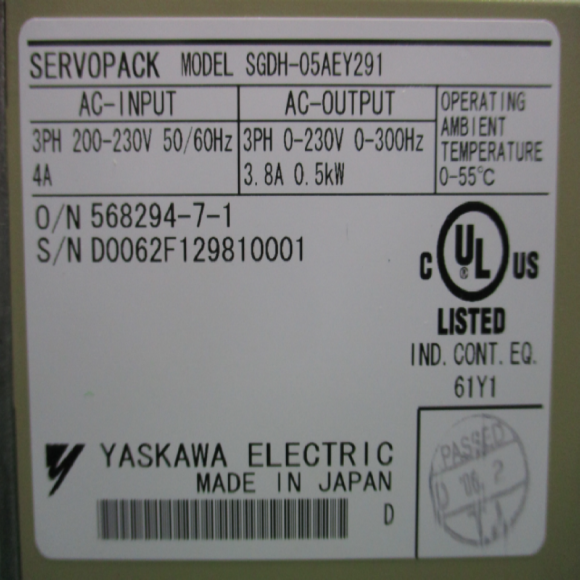 SERVOPACK MODEL SGDH-05AEY291
AC-INPUT
3PH 200-230V 50/60Hz
4A
AC-OUTPUT
3PH 0-230V 0-300Hz
3.8A 0.5kW
OPERATING
AMBIENT
TEMPERATURE
0-55℃
O/N 568294-7-1
S/N D0062F129810001
C UL US
®
LISTED
IND. CONT. EQ.
61Y1
YASKAWA ELECTRIC
MADE IN JAPAN
D
PASSED
'06. 2